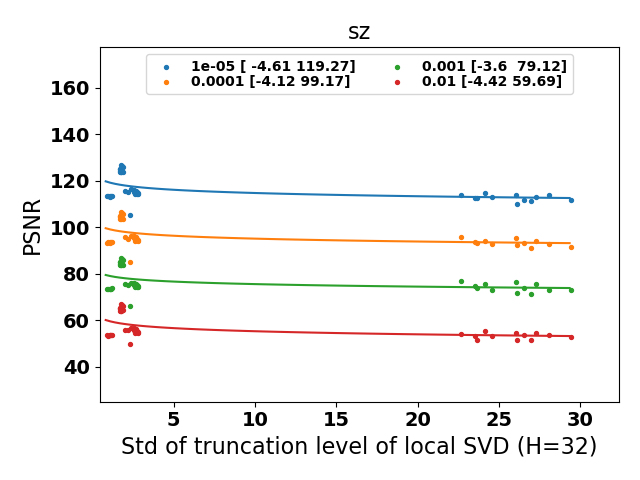 sz
1e-05 [ -4.61 119.27]
0.0001 [-4.12 99.17]
0.001 [-3.6  79.12]
0.01 [-4.42 59.69]
PSNR
160
140
120
100
80
60
40
5 10 15 20 25 30
Std of truncation level of local SVD (H=32)